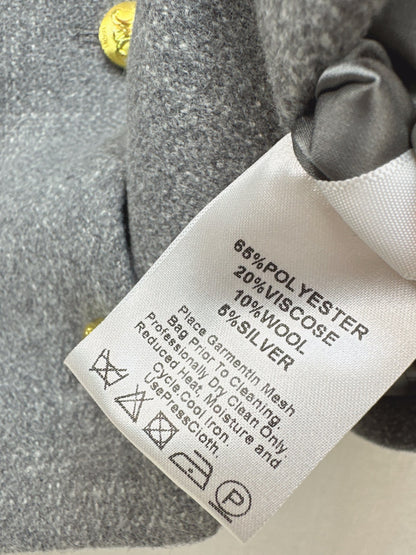 65%POLYESTER
20%VISCOSE
10%WOOL
5%SILVER
Place Garmentin Mesh
Bag Prior To Cleaning.
Professionally Dry Clean Only
Reduced Heat, Moisture and
Cycle.Cool Iron.
UsePressCloth.
P